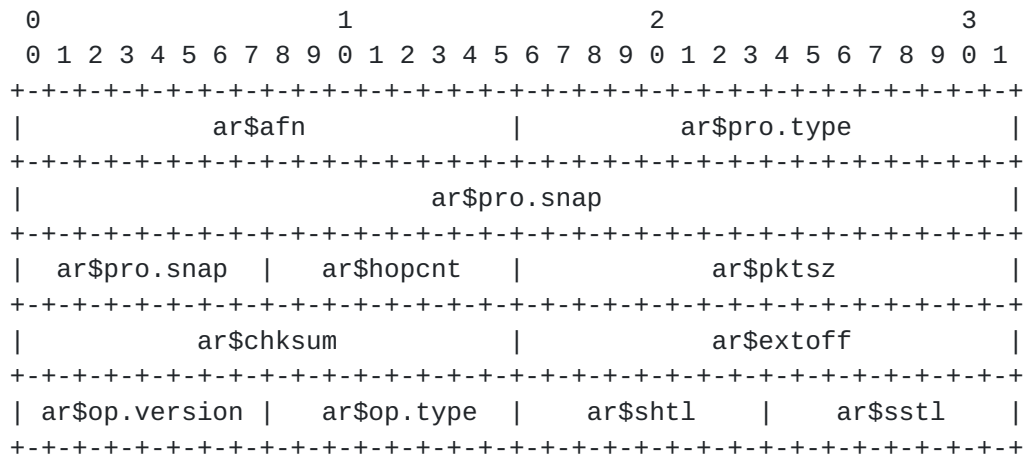 0                   1                   2                   3
 0 1 2 3 4 5 6 7 8 9 0 1 2 3 4 5 6 7 8 9 0 1 2 3 4 5 6 7 8 9 0 1
+-+-+-+-+-+-+-+-+-+-+-+-+-+-+-+-+-+-+-+-+-+-+-+-+-+-+-+-+-+-+-+-+
|            ar$afn             |          ar$pro.type          |
+-+-+-+-+-+-+-+-+-+-+-+-+-+-+-+-+-+-+-+-+-+-+-+-+-+-+-+-+-+-+-+-+
|                          ar$pro.snap                          |
+-+-+-+-+-+-+-+-+-+-+-+-+-+-+-+-+-+-+-+-+-+-+-+-+-+-+-+-+-+-+-+-+
|  ar$pro.snap  |   ar$hopcnt   |            ar$pktsz           |
+-+-+-+-+-+-+-+-+-+-+-+-+-+-+-+-+-+-+-+-+-+-+-+-+-+-+-+-+-+-+-+-+
|           ar$chksum           |            ar$extoff          |
+-+-+-+-+-+-+-+-+-+-+-+-+-+-+-+-+-+-+-+-+-+-+-+-+-+-+-+-+-+-+-+-+
| ar$op.version |   ar$op.type  |    ar$shtl    |    ar$sstl    |
+-+-+-+-+-+-+-+-+-+-+-+-+-+-+-+-+-+-+-+-+-+-+-+-+-+-+-+-+-+-+-+-+